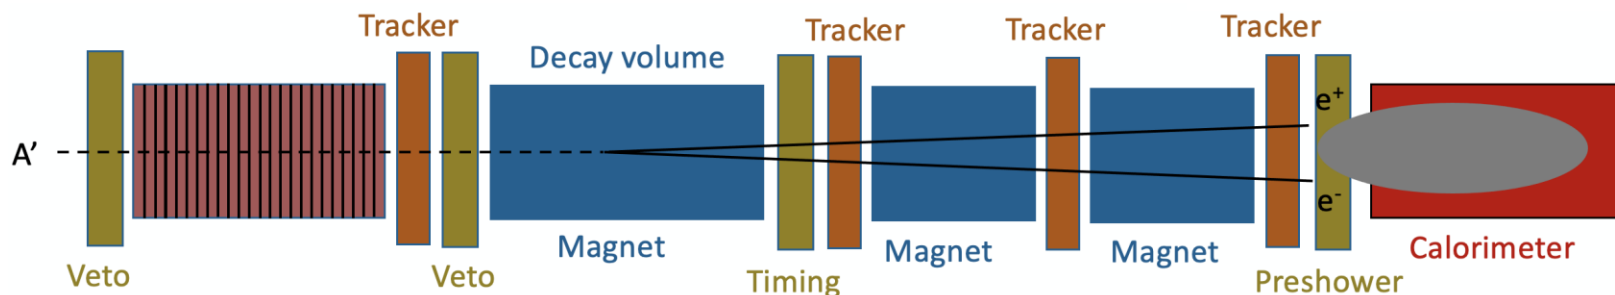 Tracker
Tracker
Tracker
Tracker
Decay volume
A’
e⁺
e⁻
Veto
Veto
Magnet
Timing
Magnet
Magnet
Preshower
Calorimeter